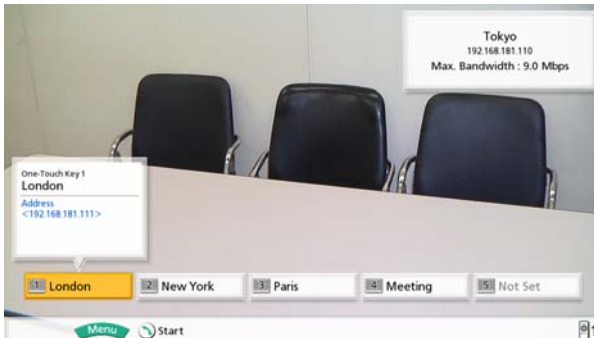 Tokyo
192.168.181.110
Max. Bandwidth : 9.0 Mbps
One-Touch Key 1
London
Address
<192.168.181.111>
1 London
2 New York
3 Paris
4 Meeting
5 Not Set
Menu Start
1